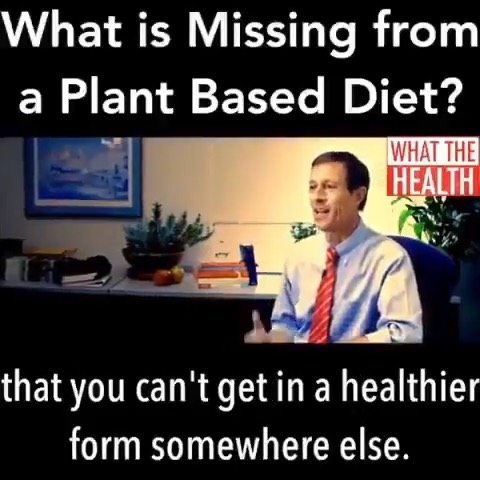 What is Missing from
a Plant Based Diet?
WHAT THE
HEALTH
that you can't get in a healthier
form somewhere else.